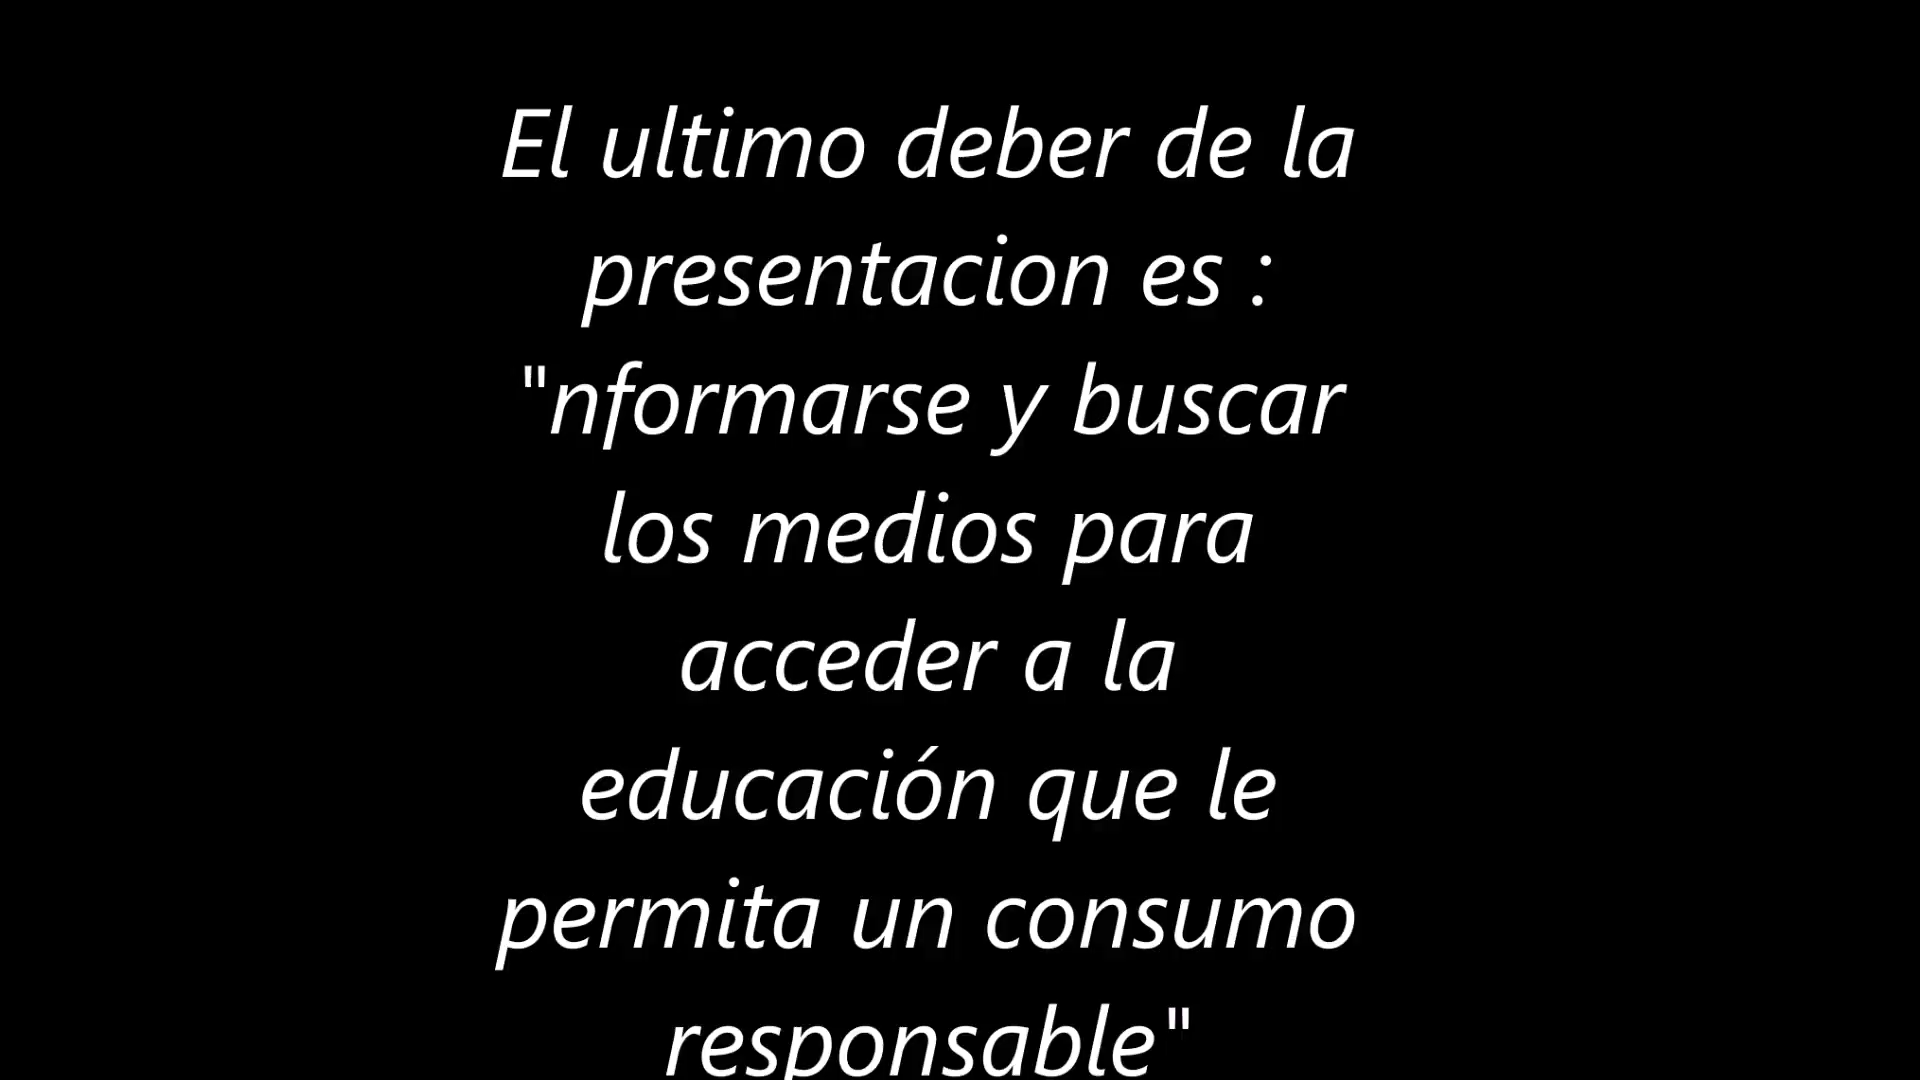 El ultimo deber de la
presentacion es :
"nformarse y buscar
los medios para
acceder a la
educación que le
permita un consumo
responsable"